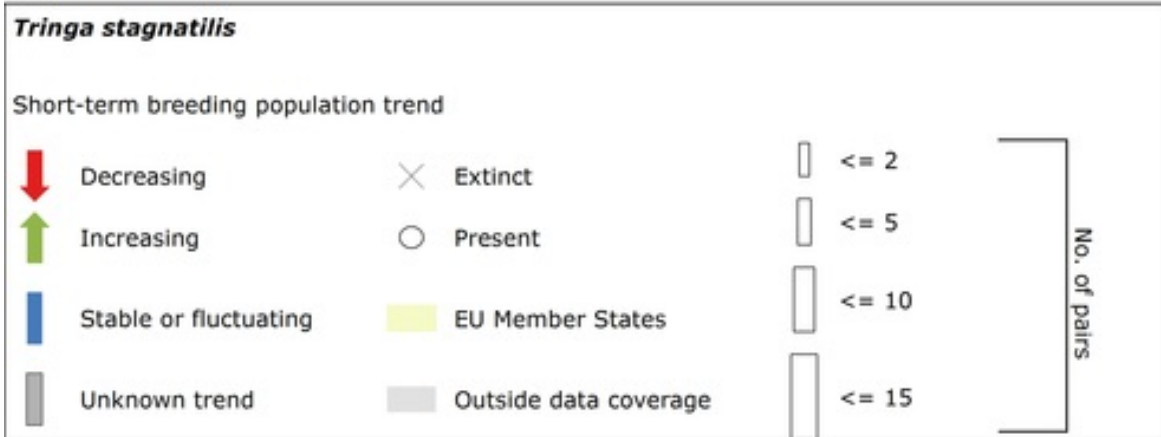 Tringa stagnatilis
Short-term breeding population trend
Decreasing
Extinct
<= 2
Increasing
Present
<= 5
Stable or fluctuating
EU Member States
<= 10
Unknown trend
Outside data coverage
<= 15
No. of pairs